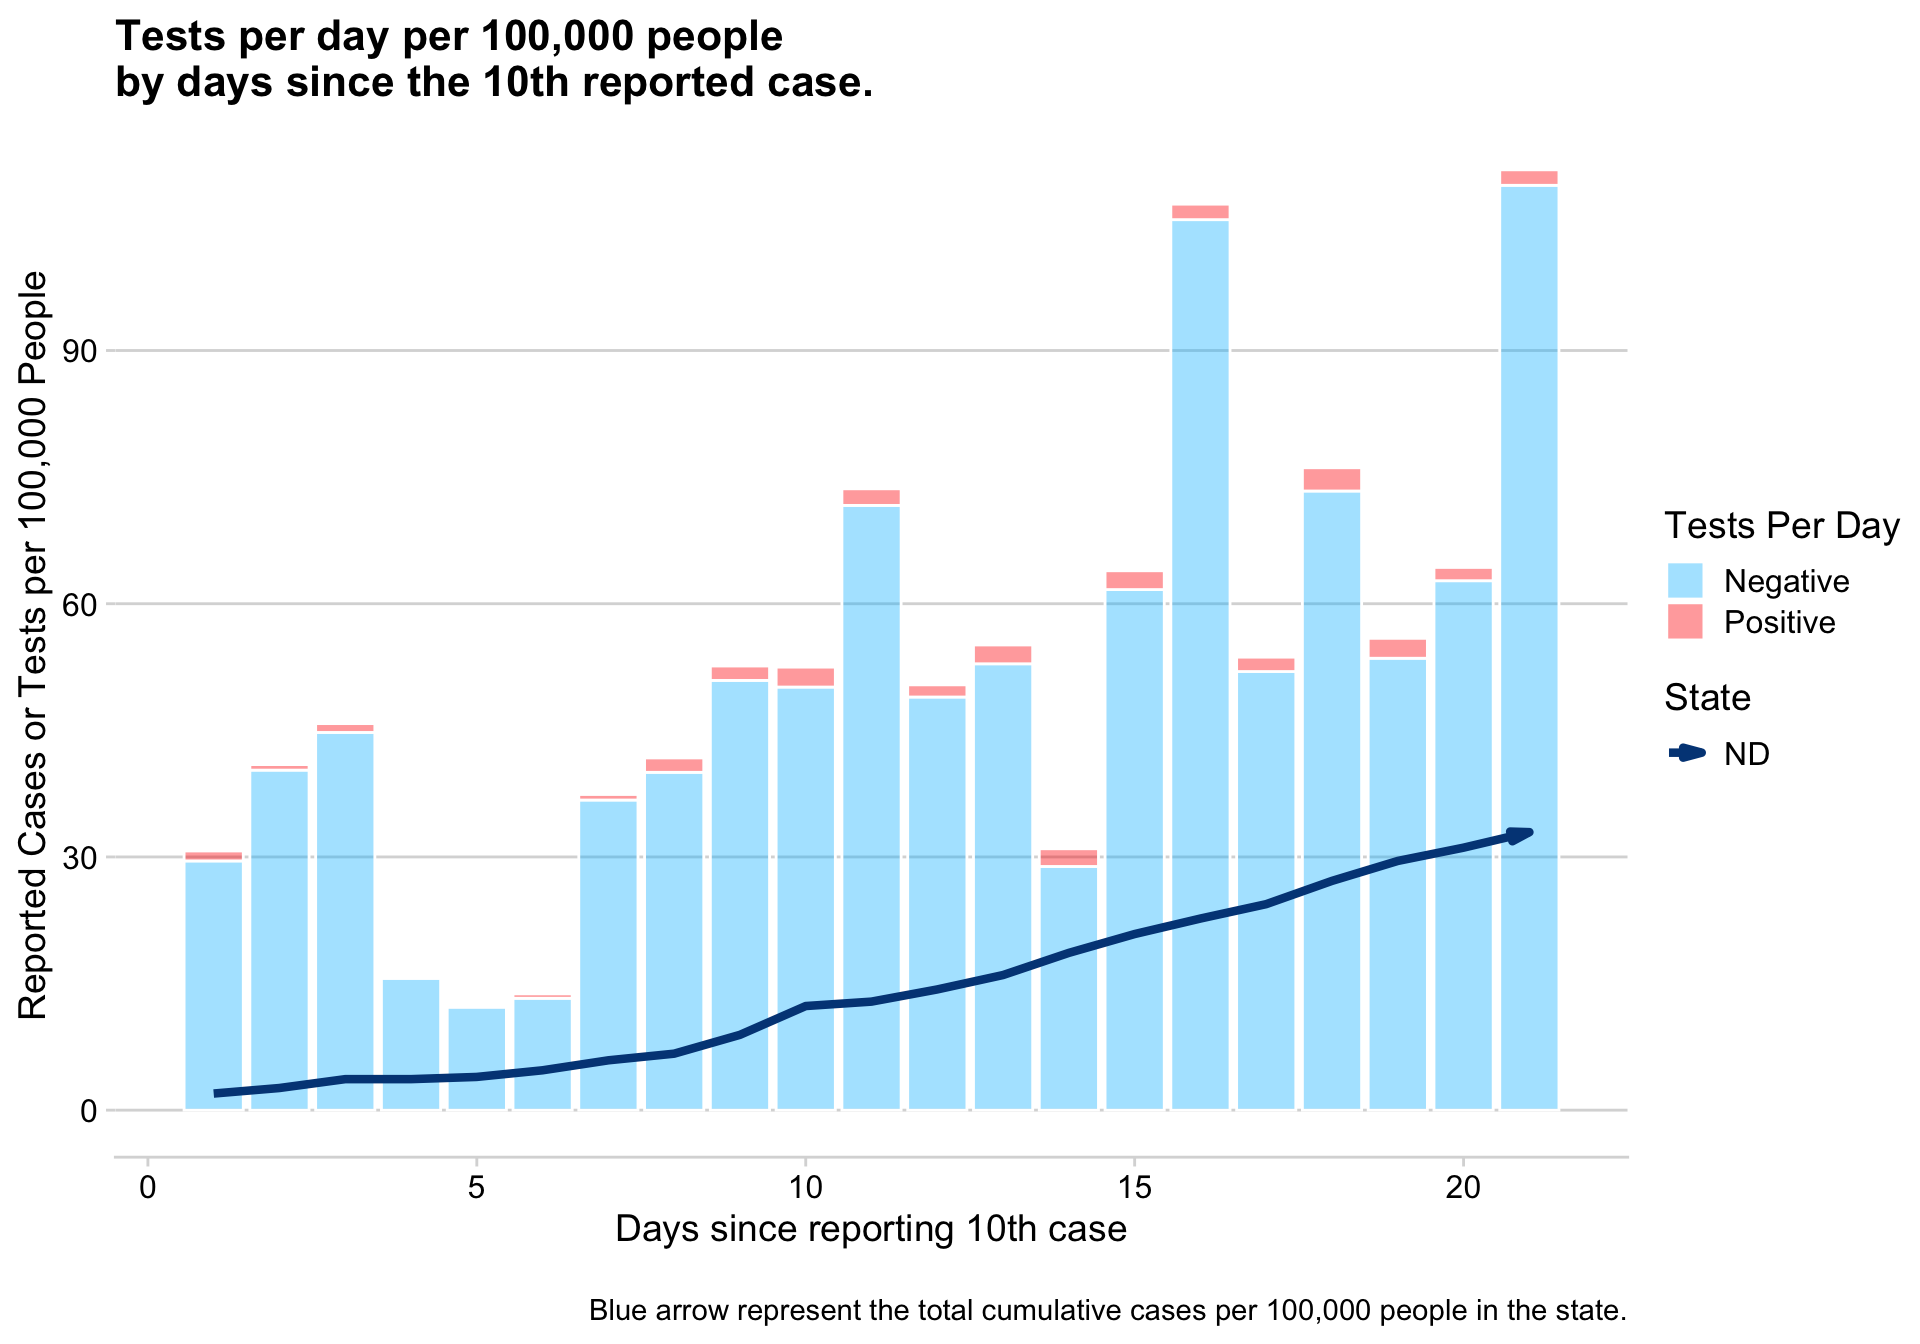 Tests per day per 100,000 people
by days since the 10th reported case.
Reported Cases or Tests per 100,000 People
90
60
30
0
0 5 10 15 20
Days since reporting 10th case
Tests Per Day
Negative
Positive
State
ND
Blue arrow represent the total cumulative cases per 100,000 people in the state.